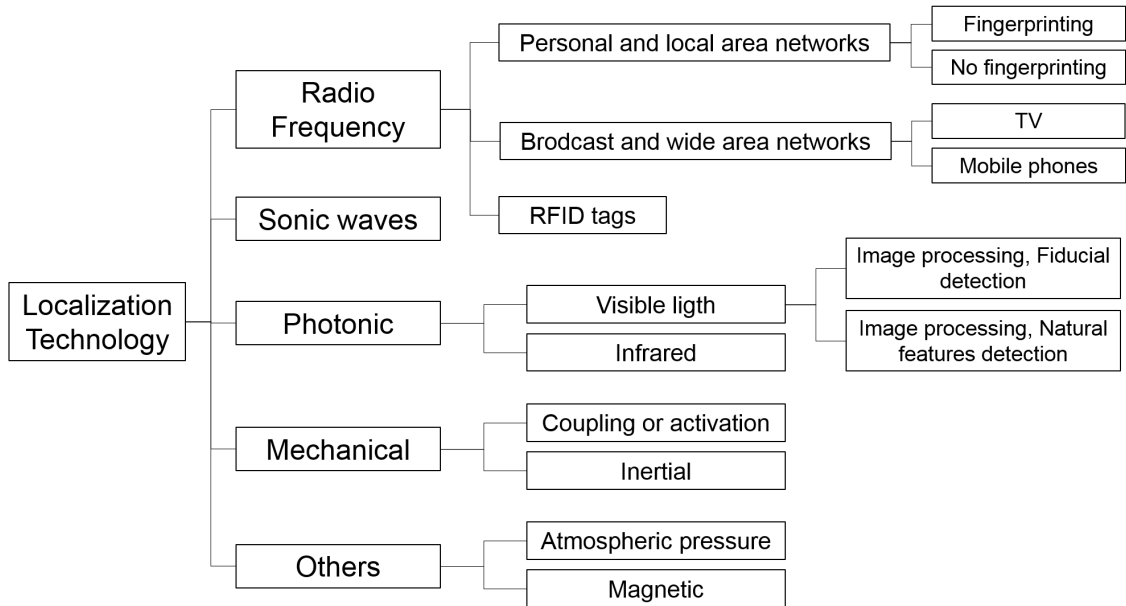 Localization
Technology
Radio
Frequency
Personal and local area networks
Fingerprinting
No fingerprinting
Brodcast and wide area networks
TV
Mobile phones
RFID tags
Sonic waves
Photonic
Visible ligth
Image processing, Fiducial
detection
Image processing, Natural
features detection
Infrared
Mechanical
Coupling or activation
Inertial
Others
Atmospheric pressure
Magnetic